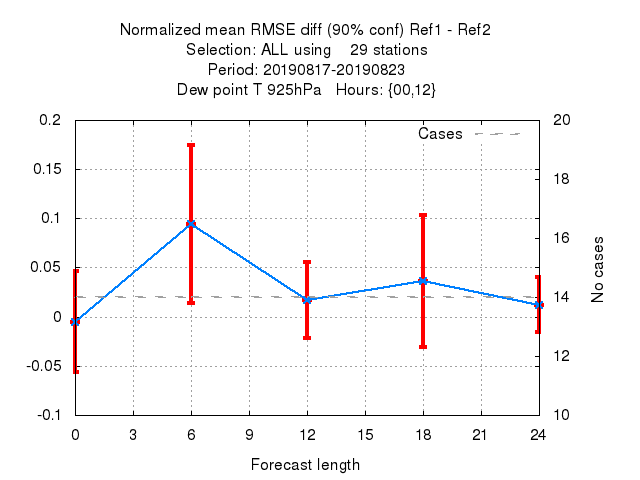 Normalized mean RMSE diff (90% conf) Ref1 - Ref2
Selection: ALL using    29 stations
Period: 20190817-20190823
Dew point T 925hPa   Hours: {00,12}
Cases
0.2
0.15
0.1
0.05
0
-0.05
-0.1
20
18
16
14
12
10
No cases
0 3 6 9 12 15 18 21 24
Forecast length